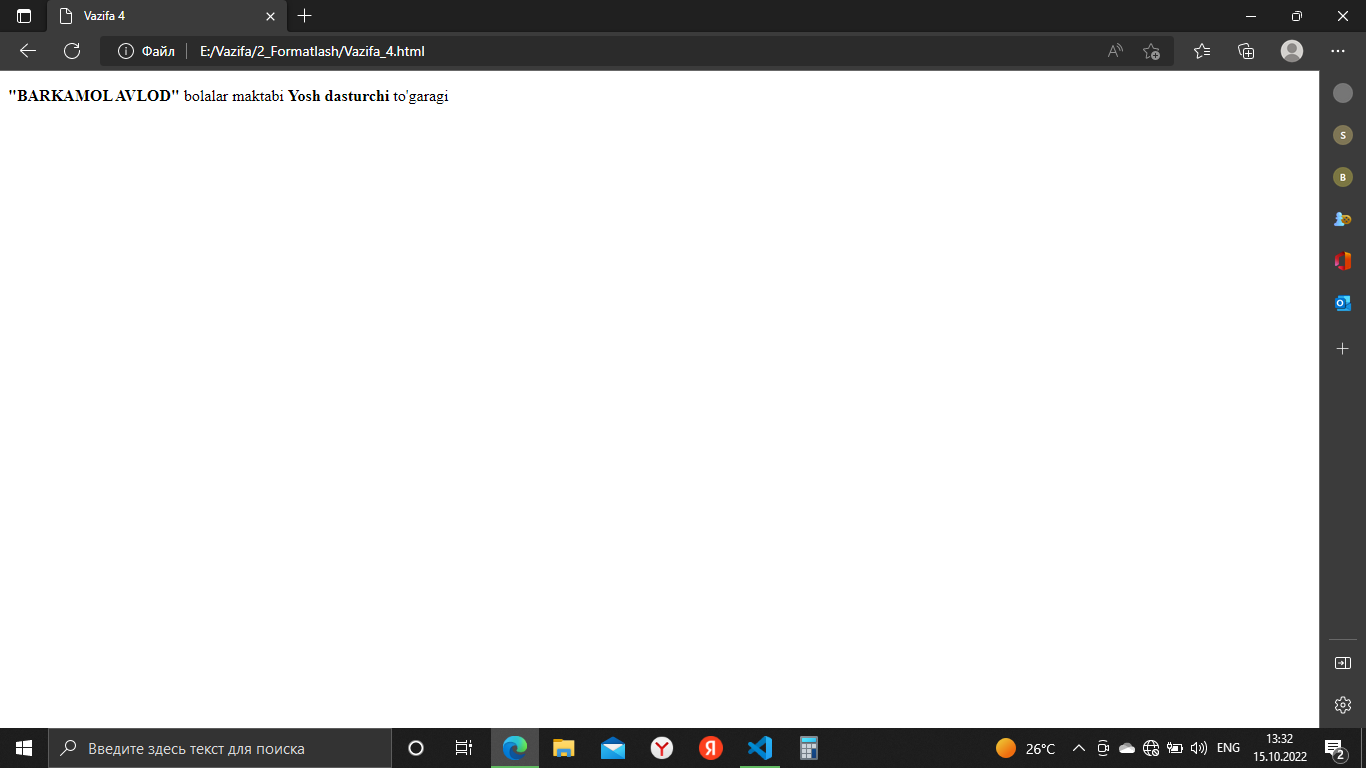 Vazifa 4
Файл
E:/Vazifa/2_Formatlash/Vazifa_4.html
"BARKAMOL AVLOD" bolalar maktabi Yosh dasturchi to'garagi
S
B
Введите здесь текст для поиска
26°C
ENG
13:32
15.10.2022
2